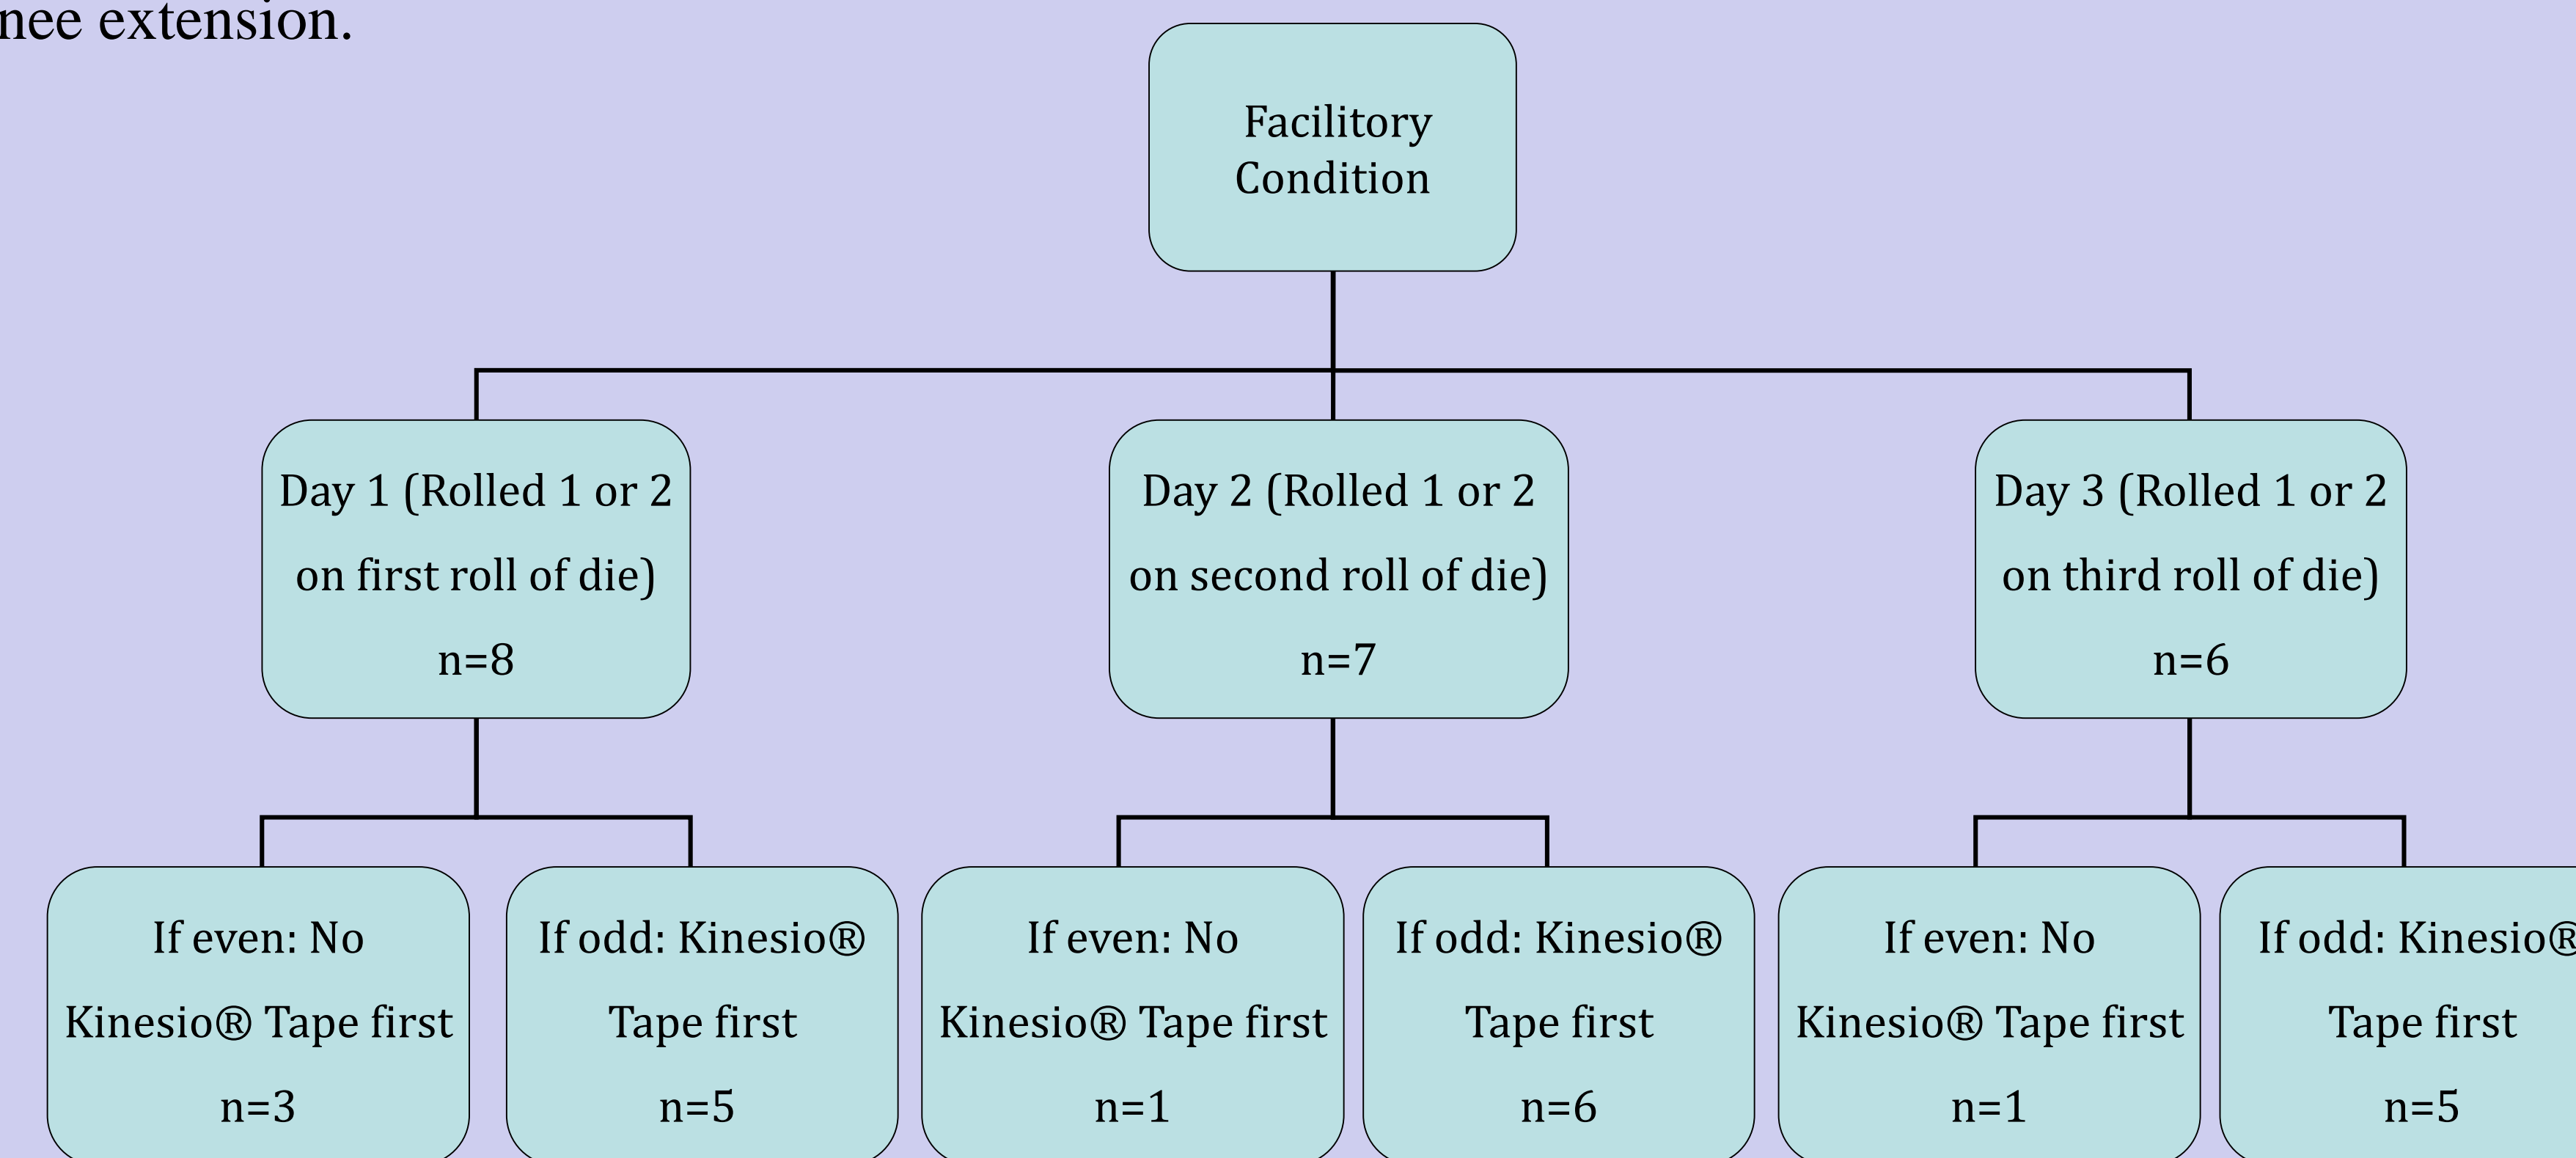 extension.
Facilitory
Condition
Day 1 (Rolled 1 or 2
on first roll of die)
n=8
Day 2 (Rolled 1 or 2
on second roll of die)
n=7
Day 3 (Rolled 1 or 2
on third roll of die)
n=6
If even: No
Kinesio® Tape first
n=3
If odd: Kinesio®
Tape first
n=5
If even: No
Kinesio® Tape first
n=1
If odd: Kinesio®
Tape first
n=6
If even: No
Kinesio® Tape first
n=1
If odd: Kinesio®
Tape first
n=5